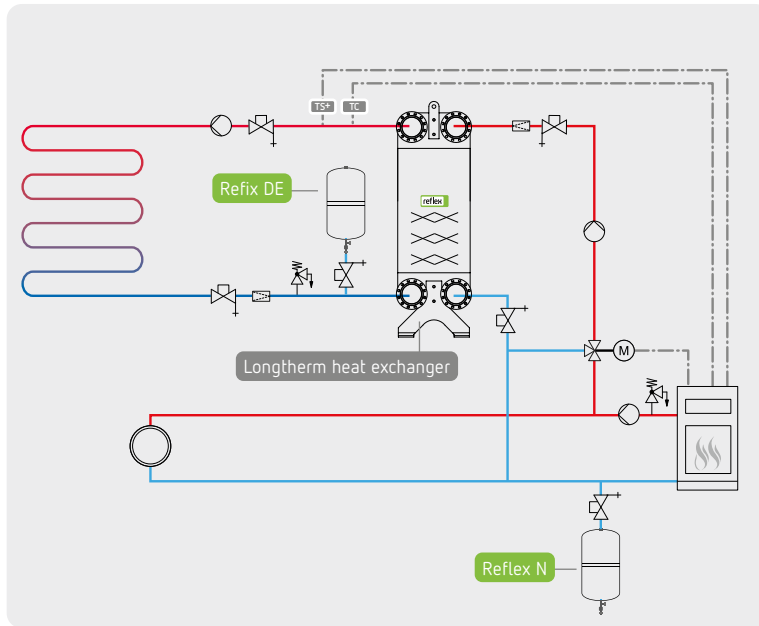 TS+
TC
Refix DE
reflex
Longtherm heat exchanger
M
Reflex N